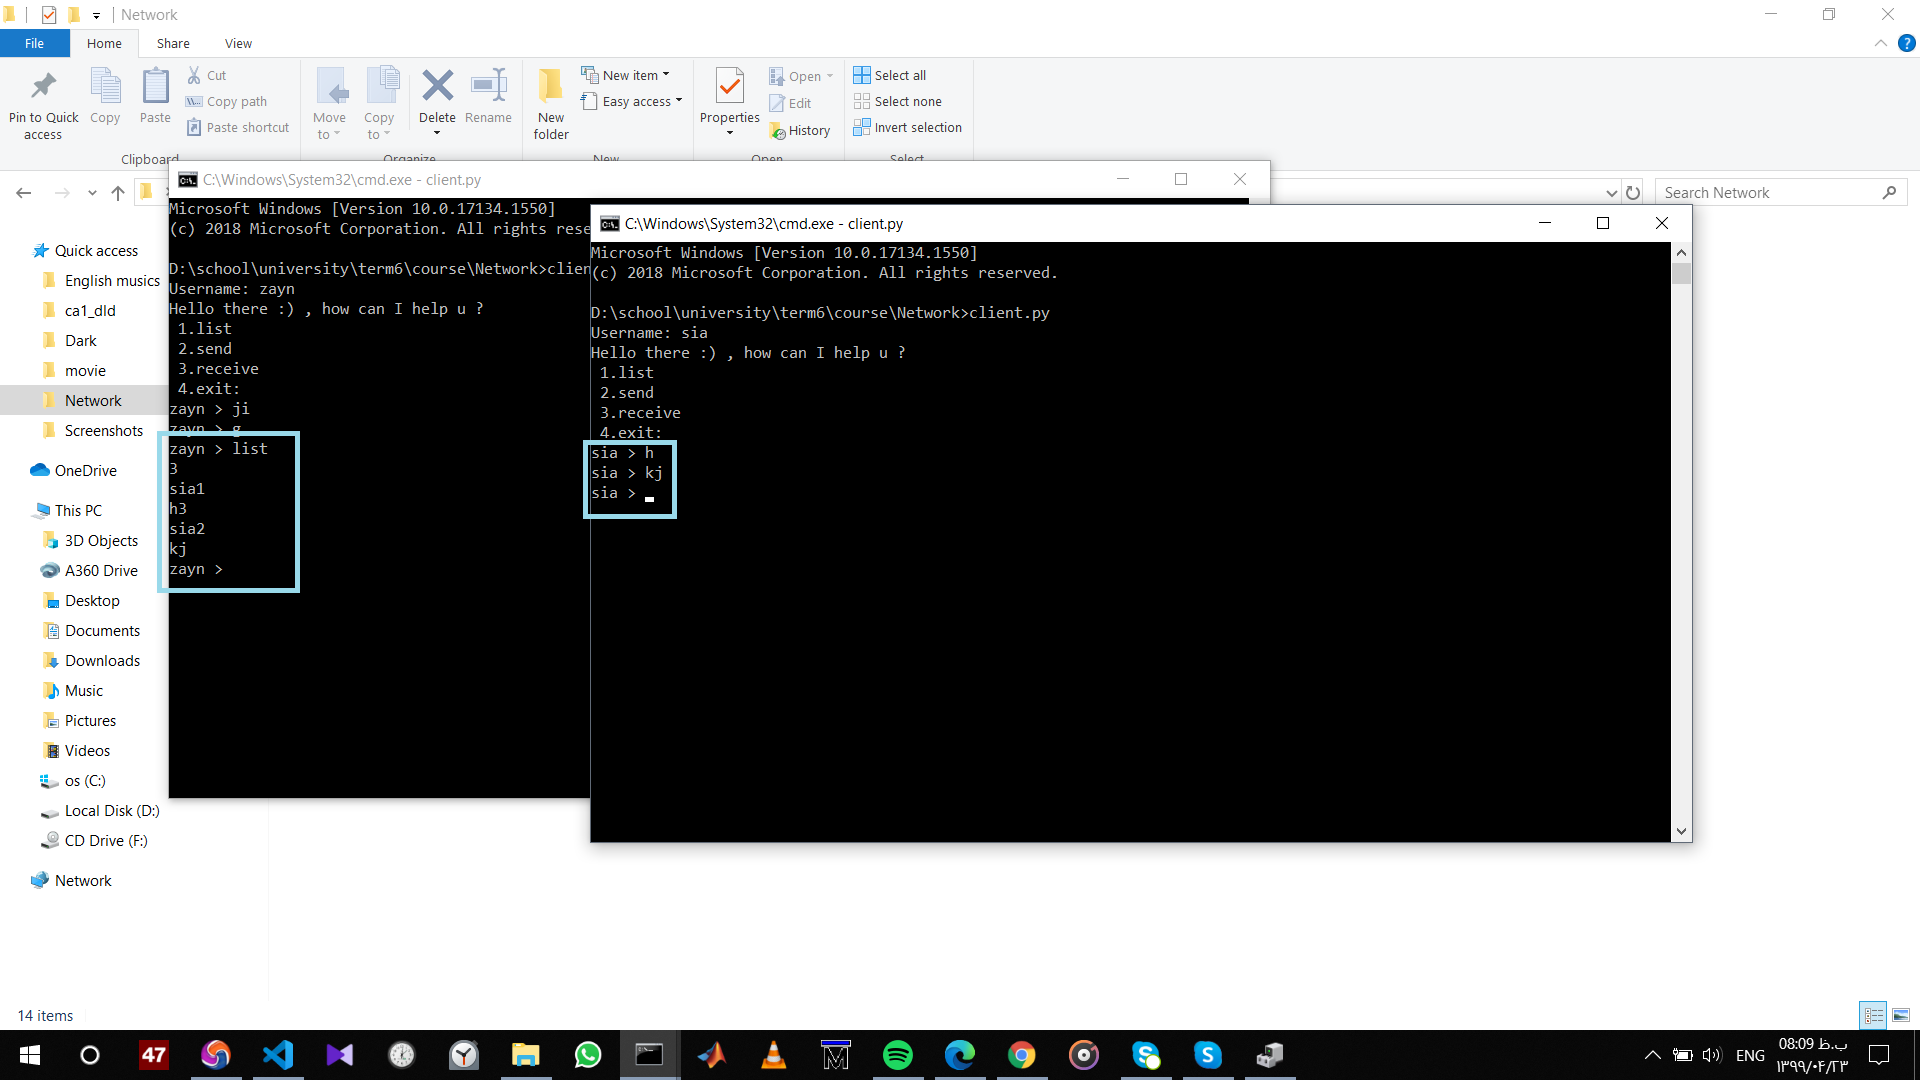 Network
File
Home
Share
View
Pin to Quick access
Copy
Paste
Cut
Copy path
Paste shortcut
Clipboard
Move to
Copy to
Delete
Rename
Organize
New folder
New item
Easy access
New
Properties
Open
Edit
History
Open
Select all
Select none
Invert selection
Select
Search Network
Quick access
English musics
ca1_dld
Dark
movie
Network
Screenshots
OneDrive
This PC
3D Objects
A360 Drive
Desktop
Documents
Downloads
Music
Pictures
Videos
os (C:)
Local Disk (D:)
CD Drive (F:)
Network
14 items
C:\Windows\System32\cmd.exe - client.py
Microsoft Windows [Version 10.0.17134.1550]
(c) 2018 Microsoft Corporation. All rights rese
D:\school\university\term6\course\Network>clien
Username: zayn
Hello there :) , how can I help u ?
1.list
2.send
3.receive
4.exit:
zayn > ji
zayn > g
zayn > list
3
sia1
h3
sia2
kj
zayn >
C:\Windows\System32\cmd.exe - client.py
Microsoft Windows [Version 10.0.17134.1550]
(c) 2018 Microsoft Corporation. All rights reserved.
D:\school\university\term6\course\Network>client.py
Username: sia
Hello there :) , how can I help u ?
1.list
2.send
3.receive
4.exit:
sia > h
sia > kj
sia >
47
ENG
08:09 ب.ظ
۱۳۹۹/۰۴/۲۳